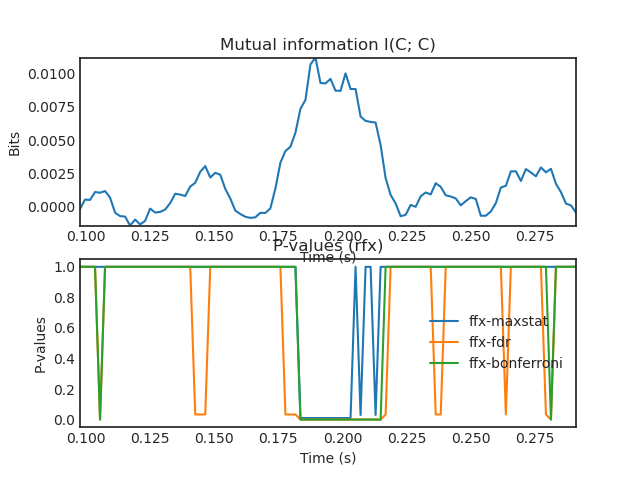 Mutual information I(C; C)
0.0100
0.0075
0.0050
0.0025
0.0000
Bits
0.100 0.125 0.150 0.175 0.200 0.225 0.250 0.275
Time (s)
P-values (rfx)
1.0
0.8
0.6
0.4
0.2
0.0
P-values
ffx-maxstat
ffx-fdr
ffx-bonferroni
0.100 0.125 0.150 0.175 0.200 0.225 0.250 0.275
Time (s)